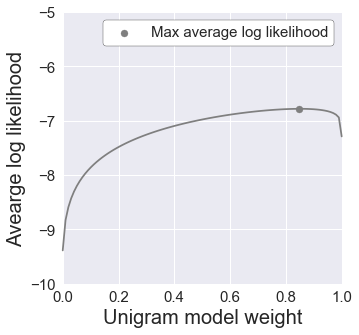 −5
Max average log likelihood
−6
−7
−8
−9
−10
Avearge log likelihood
0.0 0.2 0.4 0.6 0.8 1.0
Unigram model weight